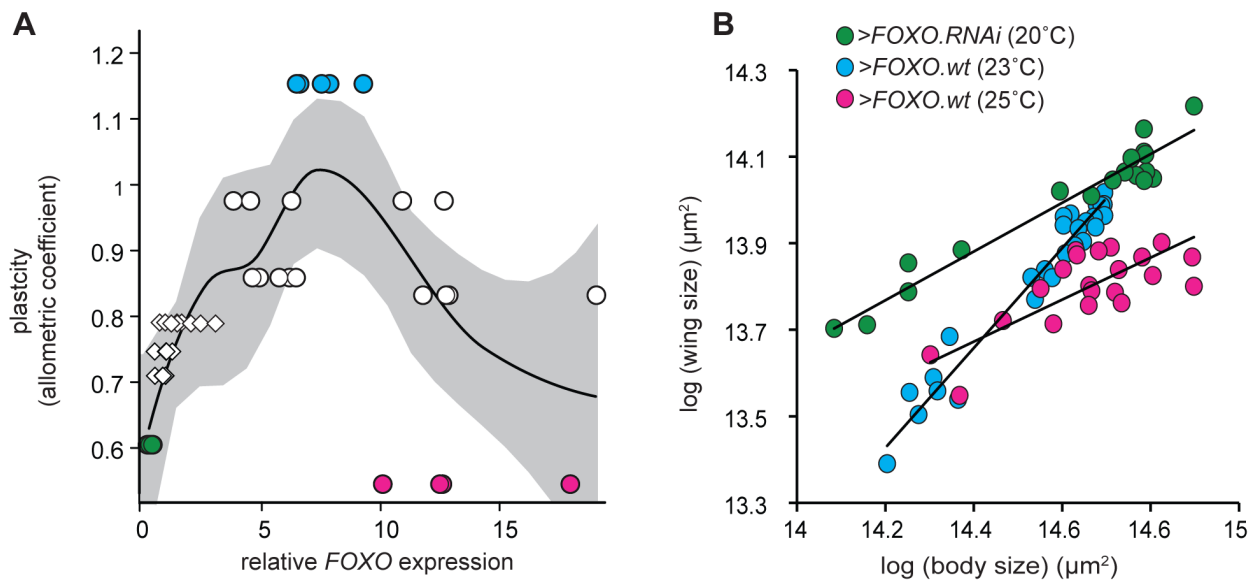 A
plastcity
(allometric coefficient)
1.2
1.1
1
0.9
0.8
0.7
0.6
0
5
10
15
relative FOXO expression
B
>FOXO.RNAi (20˚C)
>FOXO.wt (23˚C)
>FOXO.wt (25˚C)
log (wing size) (µm²)
14.3
14.1
13.9
13.7
13.5
13.3
14
14.2
14.4
14.6
14.6
15
log (body size) (µm²)